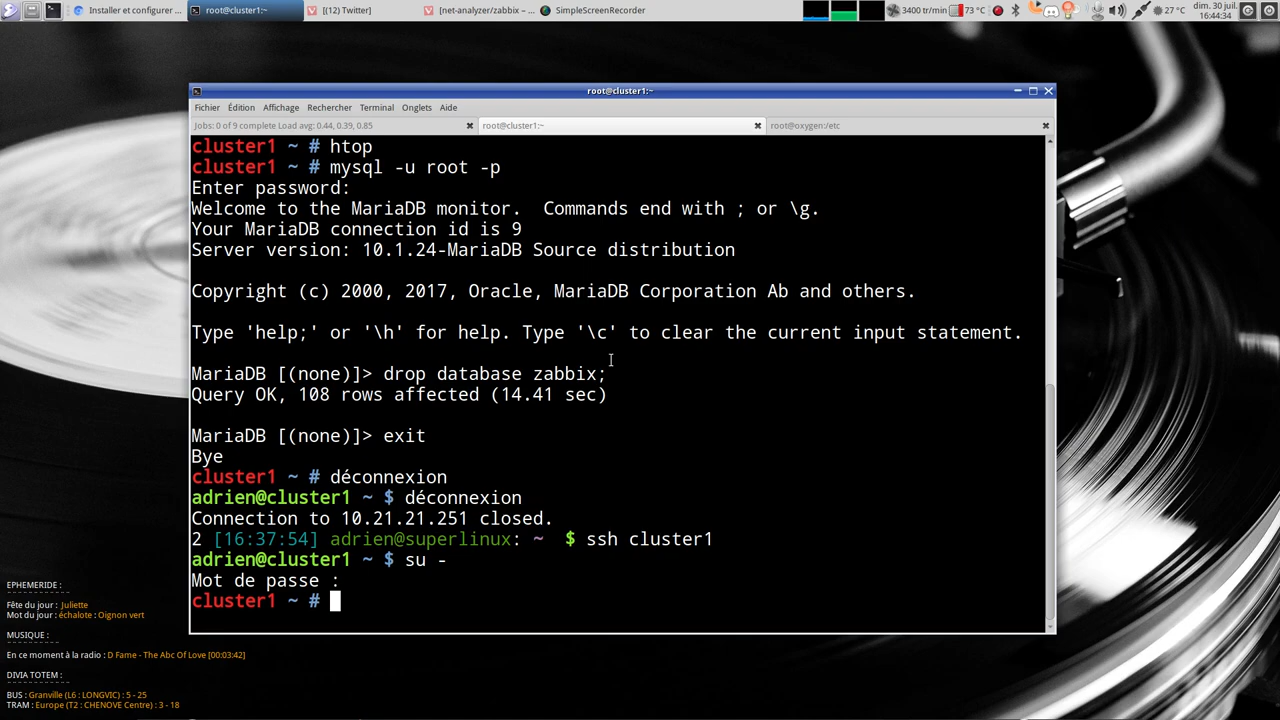 Installer et configurer ...
root@cluster1:~
[(12) Twitter]
[net-analyzer/zabbix – ...
SimpleScreenRecorder
3400 tr/min
73 °C
27 °C
dim. 30 juil.
16:44:34
root@cluster1:~
Fichier Édition Affichage Rechercher Terminal Onglets Aide
Jobs: 0 of 9 complete Load avg: 0.44, 0.39, 0.85
root@cluster1:~
root@oxygen:/etc
cluster1 ~ # htop
cluster1 ~ # mysql -u root -p
Enter password:
Welcome to the MariaDB monitor.  Commands end with ; or \g.
Your MariaDB connection id is 9
Server version: 10.1.24-MariaDB Source distribution
Copyright (c) 2000, 2017, Oracle, MariaDB Corporation Ab and others.
Type 'help;' or '\h' for help. Type '\c' to clear the current input statement.
MariaDB [(none)]> drop database zabbix;
Query OK, 108 rows affected (14.41 sec)
MariaDB [(none)]> exit
Bye
cluster1 ~ # déconnexion
adrien@cluster1 ~ $ déconnexion
Connection to 10.21.21.251 closed.
2 [16:37:54] adrien@superlinux: ~  $ ssh cluster1
adrien@cluster1 ~ $ su -
Mot de passe :
cluster1 ~ #
EPHEMERIDE :
Fête du jour : Juliette
Mot du jour : échalote : Oignon vert
MUSIQUE :
En ce moment à la radio : D Fame - The Abc Of Love [00:03:42]
DIVIA TOTEM :
BUS : Granville (L6 : LONGVIC) : 5 - 25
TRAM : Europe (T2 : CHENOVE Centre) : 3 - 18